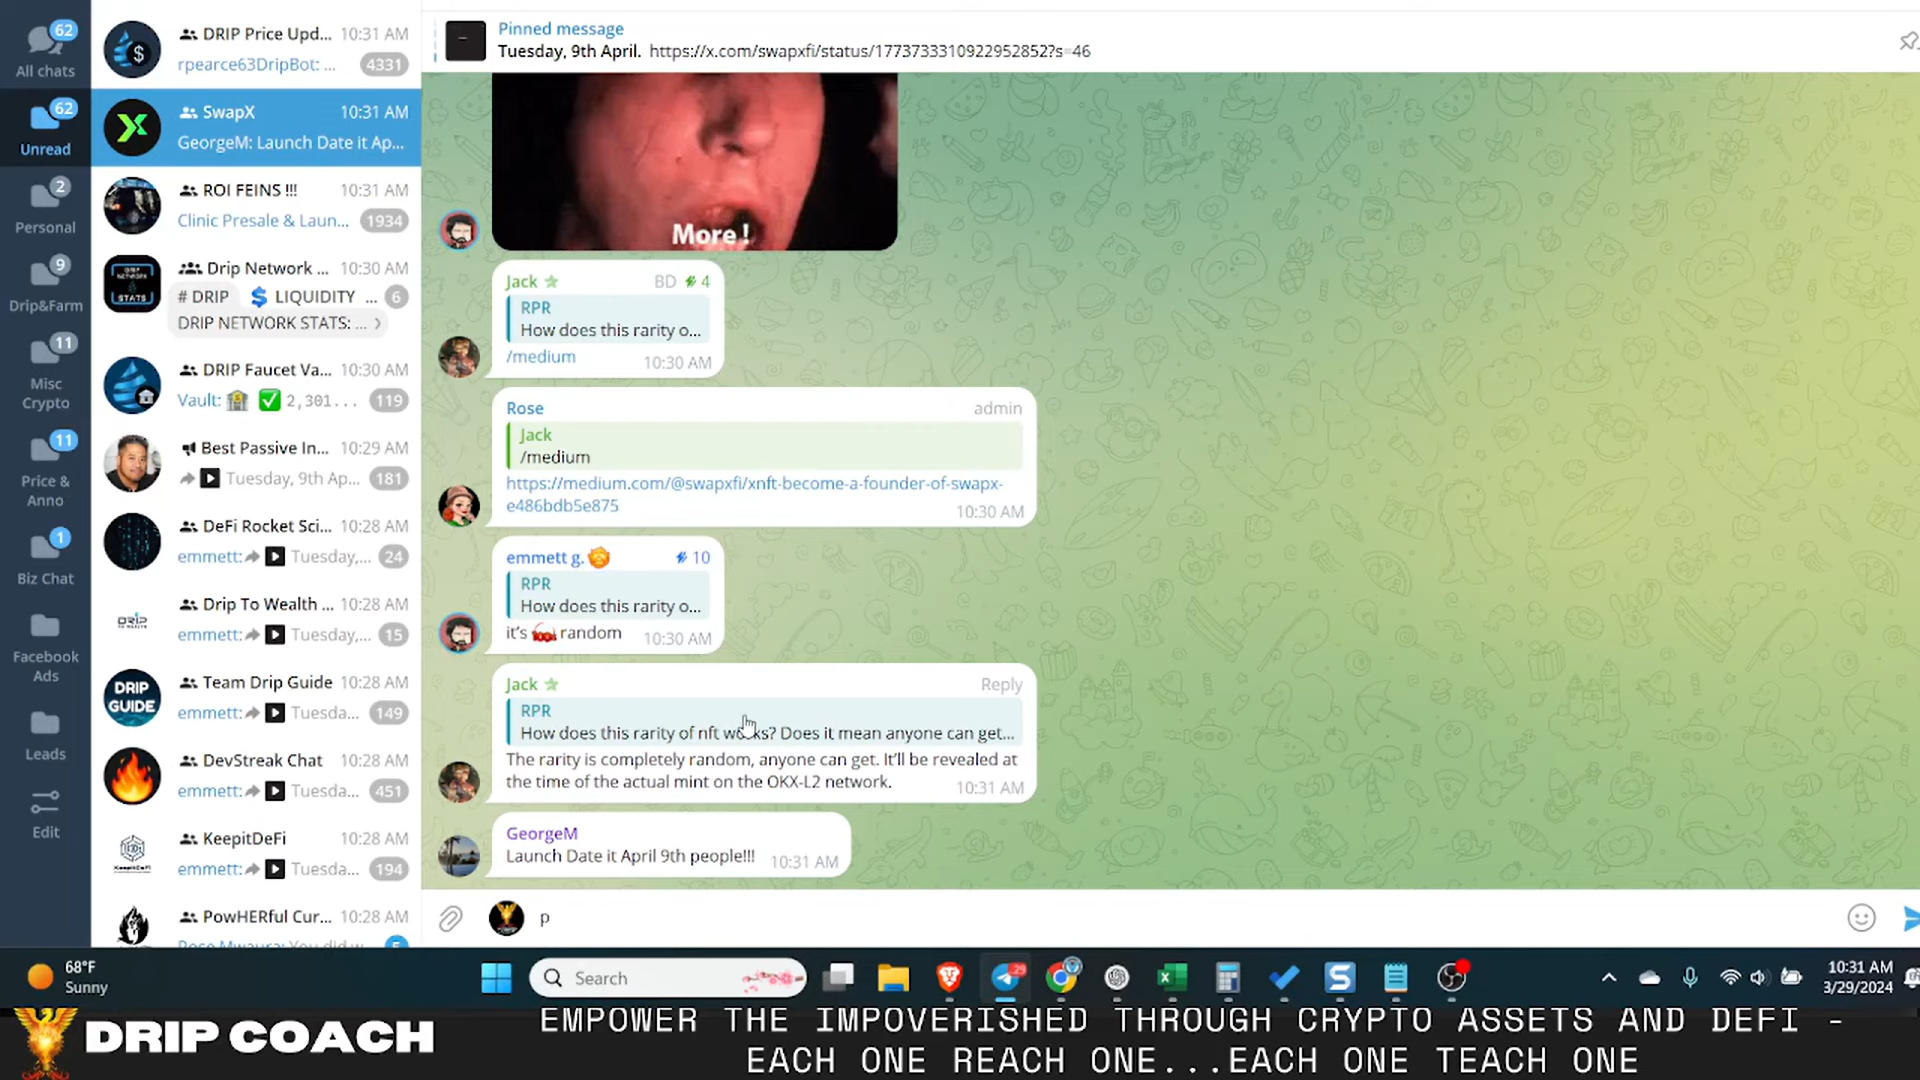 62
All chats
62
Unread
2
Personal
9
Drip&Farm
11
Misc
Crypto
11
Price &
Anno
1
Biz Chat
Facebook
Ads
Leads
Edit
DRIP Price Upd... 10:31 AM
rpearce63DripBot: ... 4331
SwapX 10:31 AM
GeorgeM: Launch Date it Ap...
ROI FEINS !!! 10:31 AM
Clinic Presale & Laun... 1934
Drip Network ... 10:30 AM
# DRIP LIQUIDITY ... 6
DRIP NETWORK STATS: ...
DRIP NETWORK STATS
DRIP Faucet Va... 10:30 AM
Vault: 2,301... 119
Best Passive In... 10:29 AM
Tuesday, 9th Ap... 181
DeFi Rocket Sci... 10:28 AM
emmett: Tuesday,... 24
Drip To Wealth ... 10:28 AM
emmett: Tuesday,... 15
DRIP
Team Drip Guide 10:28 AM
emmett: Tuesda... 149
DRIP
GUIDE
DevStreak Chat 10:28 AM
emmett: Tuesda... 451
KeepitDeFi 10:28 AM
emmett: Tuesda... 194
PowHERful Cur... 10:28 AM
Rose Mwaura: You did w... 5
Pinned message
Tuesday, 9th April. https://x.com/swapxfi/status/1773733310922952852?s=46
More !
Jack BD 4
RPR
How does this rarity o...
/medium 10:30 AM
Rose admin
Jack
/medium
https://medium.com/@swapxfi/xnft-become-a-founder-of-swapx-
e486bdb5e875 10:30 AM
emmett g. 10
RPR
How does this rarity o...
it's random 10:30 AM
Jack Reply
RPR
How does this rarity of nft works? Does it mean anyone can get...
The rarity is completely random, anyone can get. It'll be revealed at
the time of the actual mint on the OKX-L2 network. 10:31 AM
GeorgeM
Launch Date it April 9th people!!! 10:31 AM
p
68°F
Sunny
Search
29
10:31 AM
3/29/2024
DRIP COACH
EMPOWER THE IMPOVERISHED THROUGH CRYPTO ASSETS AND DEFI -
EACH ONE REACH ONE...EACH ONE TEACH ONE